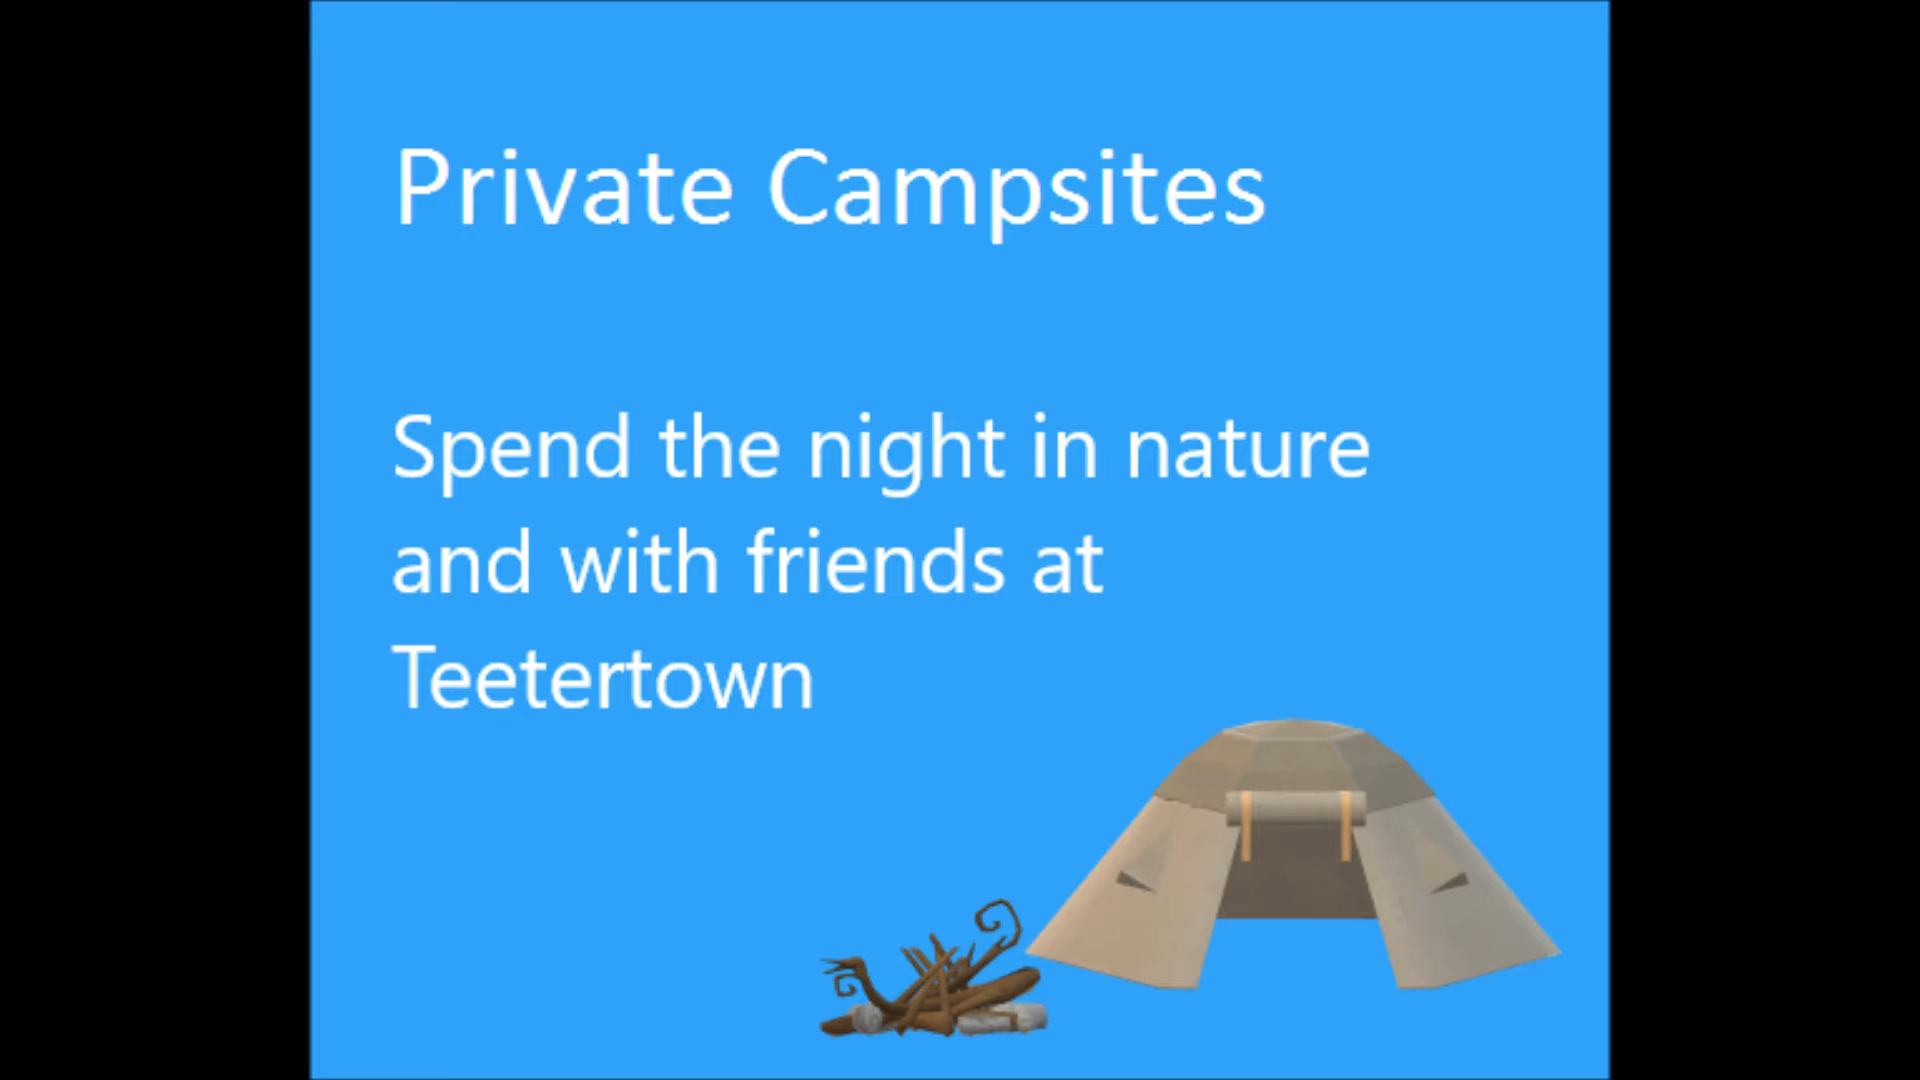 Private Campsites
Spend the night in nature
and with friends at
Teetertown